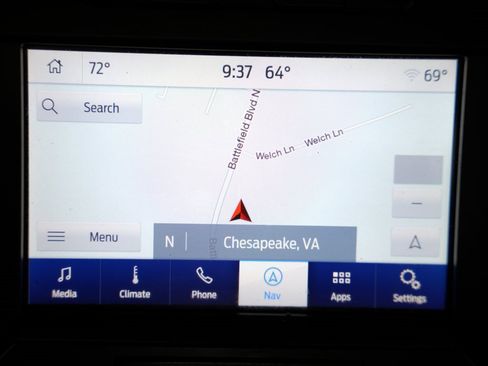 72° 9:37 64° 69°
Search
Battlefield Blvd N
Welch Ln Welch Ln
Menu
N Chesapeake, VA
Battlefield
Media Climate Phone Nav Apps Settings